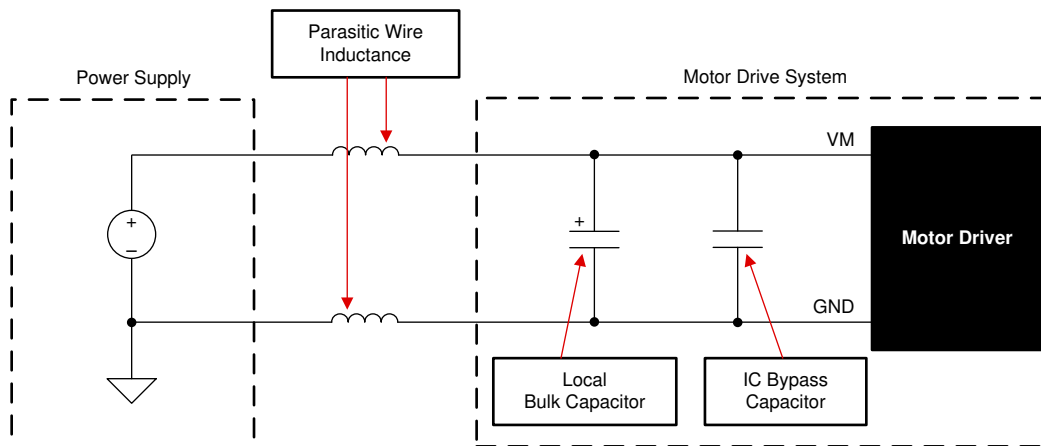 Parasitic Wire
Inductance
Power Supply
Motor Drive System
VM
+
–
+
Motor Driver
GND
Local
Bulk Capacitor
IC Bypass
Capacitor